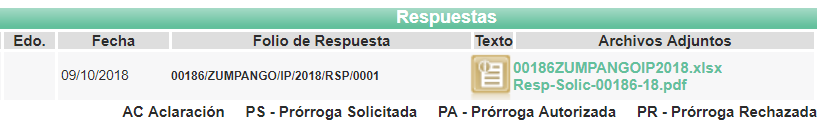 Respuestas
Edo. Fecha Folio de Respuesta Texto Archivos Adjuntos
09/10/2018 00186/ZUMPANGO/IP/2018/RSP/0001 00186ZUMPANGOIP2018.xlsx
Resp-Solic-00186-18.pdf
AC Aclaración PS - Prórroga Solicitada PA - Prórroga Autorizada PR - Prórroga Rechazada